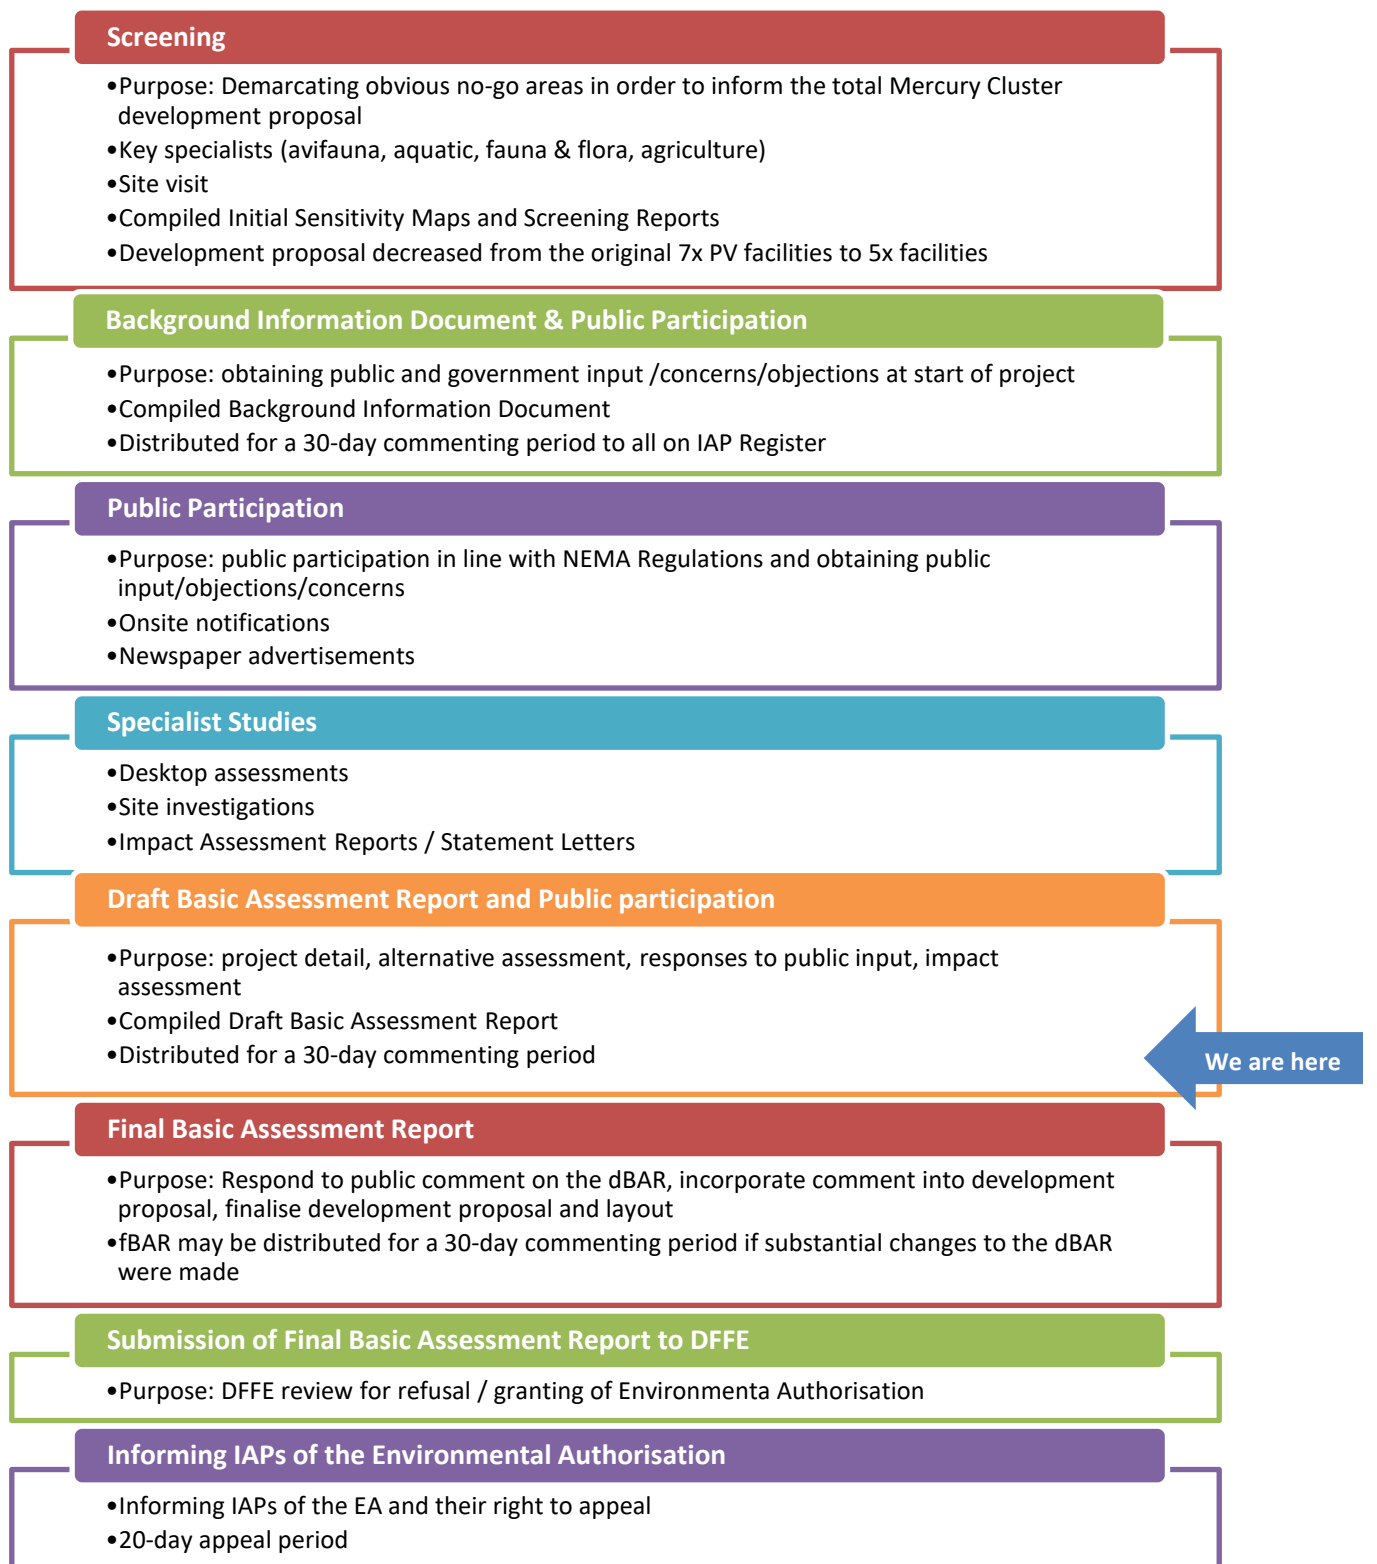 Screening
•Purpose: Demarcating obvious no-go areas in order to inform the total Mercury Cluster
development proposal
•Key specialists (avifauna, aquatic, fauna & flora, agriculture)
•Site visit
•Compiled Initial Sensitivity Maps and Screening Reports
•Development proposal decreased from the original 7x PV facilities to 5x facilities
Background Information Document & Public Participation
•Purpose: obtaining public and government input /concerns/objections at start of project
•Compiled Background Information Document
•Distributed for a 30-day commenting period to all on IAP Register
Public Participation
•Purpose: public participation in line with NEMA Regulations and obtaining public
input/objections/concerns
•Onsite notifications
•Newspaper advertisements
Specialist Studies
•Desktop assessments
•Site investigations
•Impact Assessment Reports / Statement Letters
Draft Basic Assessment Report and Public participation
•Purpose: project detail, alternative assessment, responses to public input, impact
assessment
•Compiled Draft Basic Assessment Report
•Distributed for a 30-day commenting period
We are here
Final Basic Assessment Report
•Purpose: Respond to public comment on the dBAR, incorporate comment into development
proposal, finalise development proposal and layout
•fBAR may be distributed for a 30-day commenting period if substantial changes to the dBAR
were made
Submission of Final Basic Assessment Report to DFFE
•Purpose: DFFE review for refusal / granting of Environmenta Authorisation
Informing IAPs of the Environmental Authorisation
•Informing IAPs of the EA and their right to appeal
•20-day appeal period